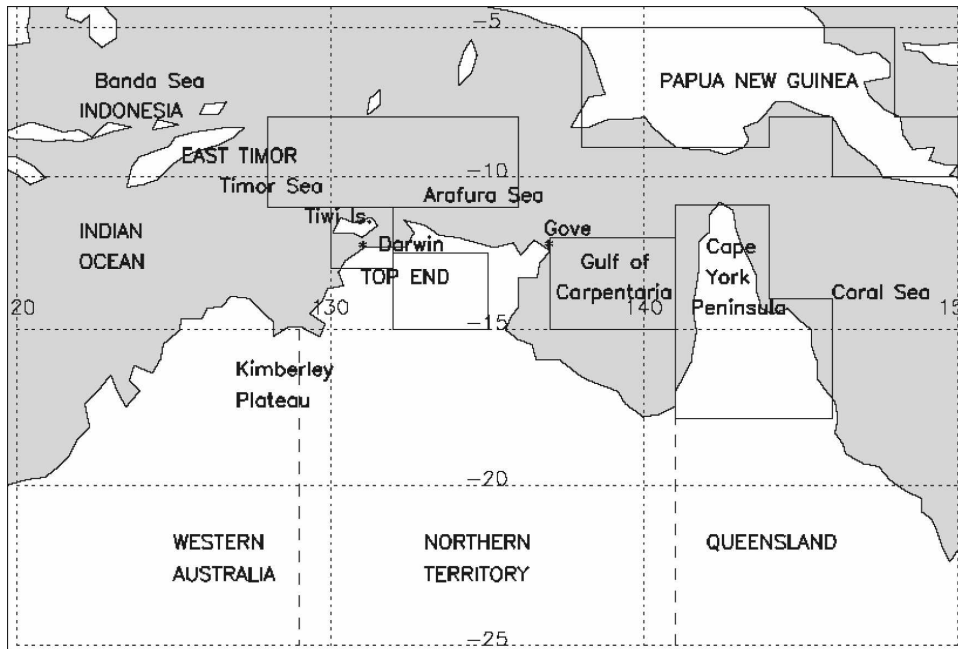 -5
Banda Sea
INDONESIA
PAPUA NEW GUINEA
EAST TIMOR
Timor Sea
-10
Arafura Sea
Tiwi Is.
INDIAN
OCEAN
* Darwin
Gove
*
TOP END
Gulf of
Carpentaria
Cape
York
Peninsula
Coral Sea
20
130
140
15
-15
Kimberley
Plateau
-20
WESTERN
AUSTRALIA
NORTHERN
TERRITORY
QUEENSLAND
-25